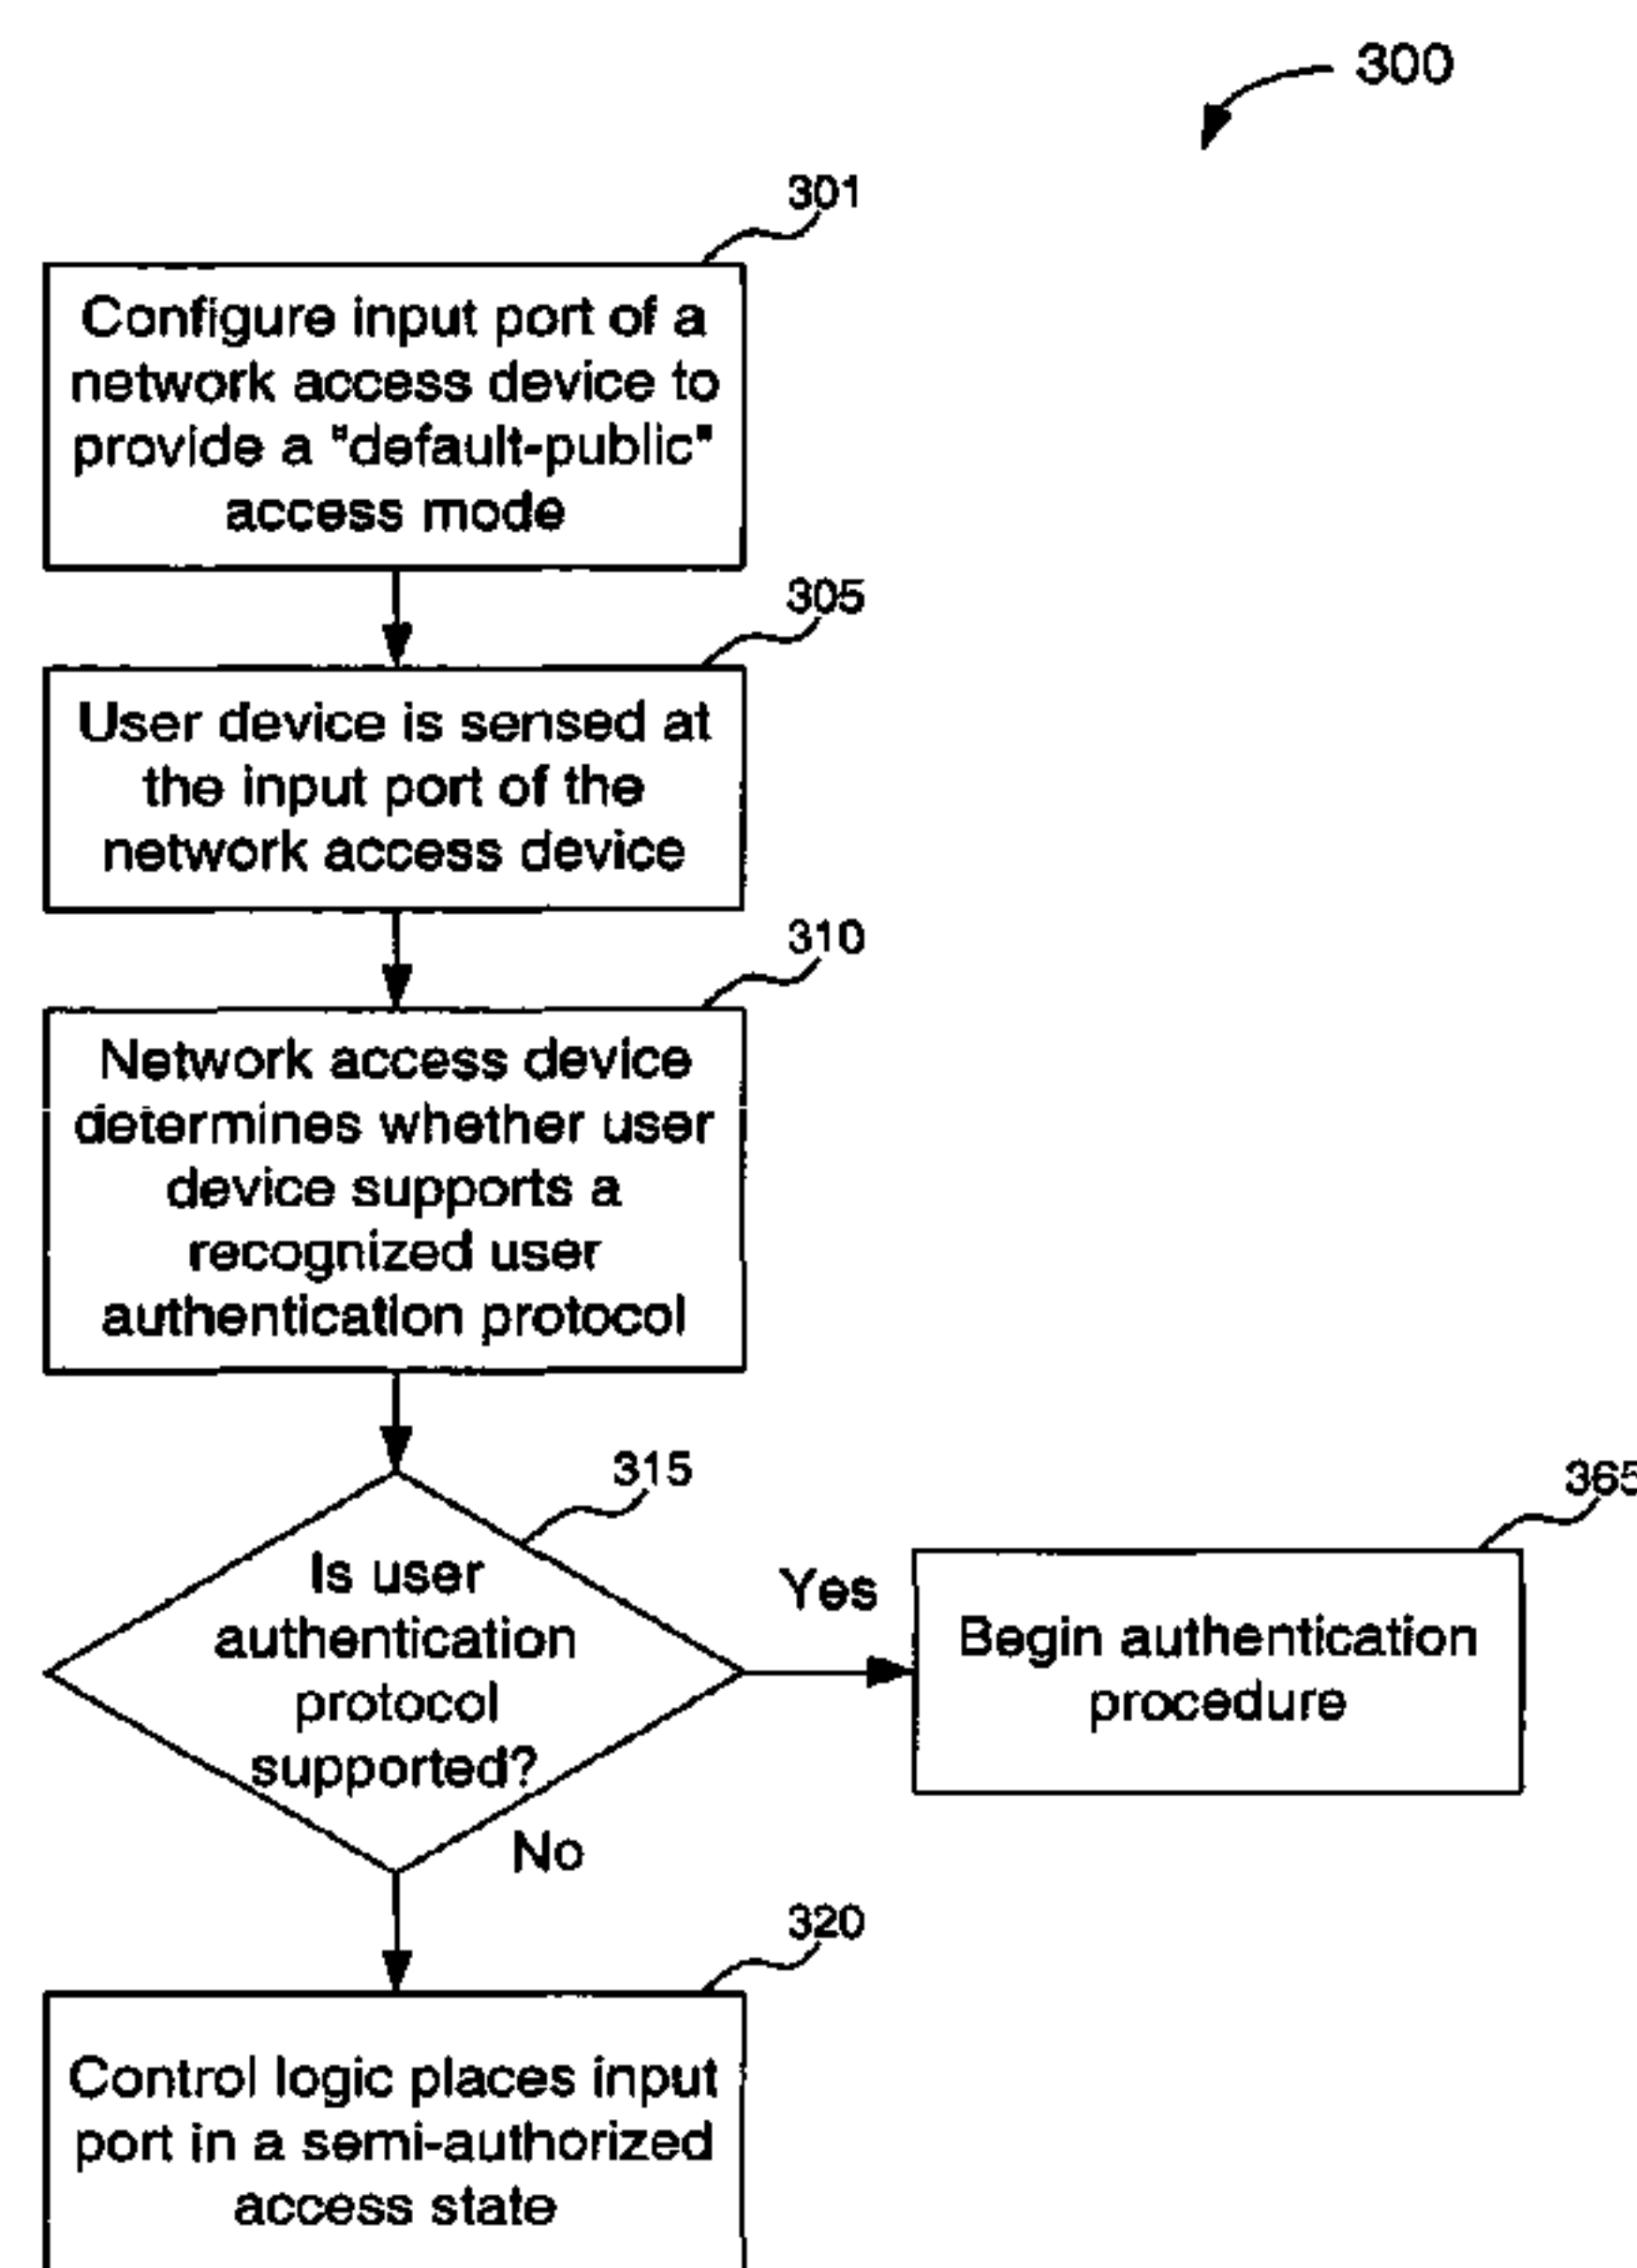 300
301
Configure input port of a
network access device to
provide a "default-public"
access mode
305
User device is sensed at
the input port of the
network access device
310
Network access device
determines whether user
device supports a
recognized user
authentication protocol
315
Is user
authentication
protocol
supported?
Yes
365
Begin authentication
procedure
No
320
Control logic places input
port in a semi-authorized
access state